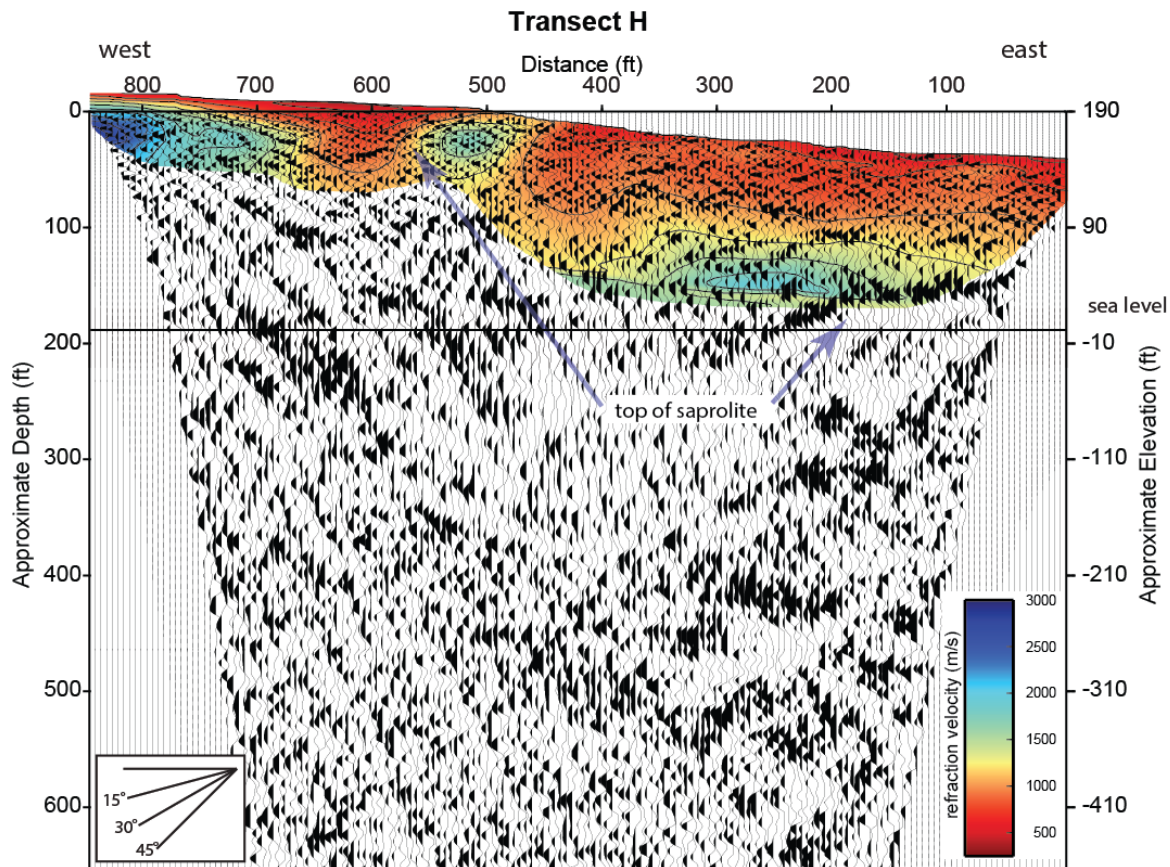 Transect H
west
east
Distance (ft)
800 700 600 500 400 300 200 100
0
100
200
300
400
500
600
Approximate Depth (ft)
190
90
sea level
-10
-110
-210
-310
-410
Approximate Elevation (ft)
top of saprolite
15°
30°
45°
refraction velocity (m/s)
3000
2500
2000
1500
1000
500